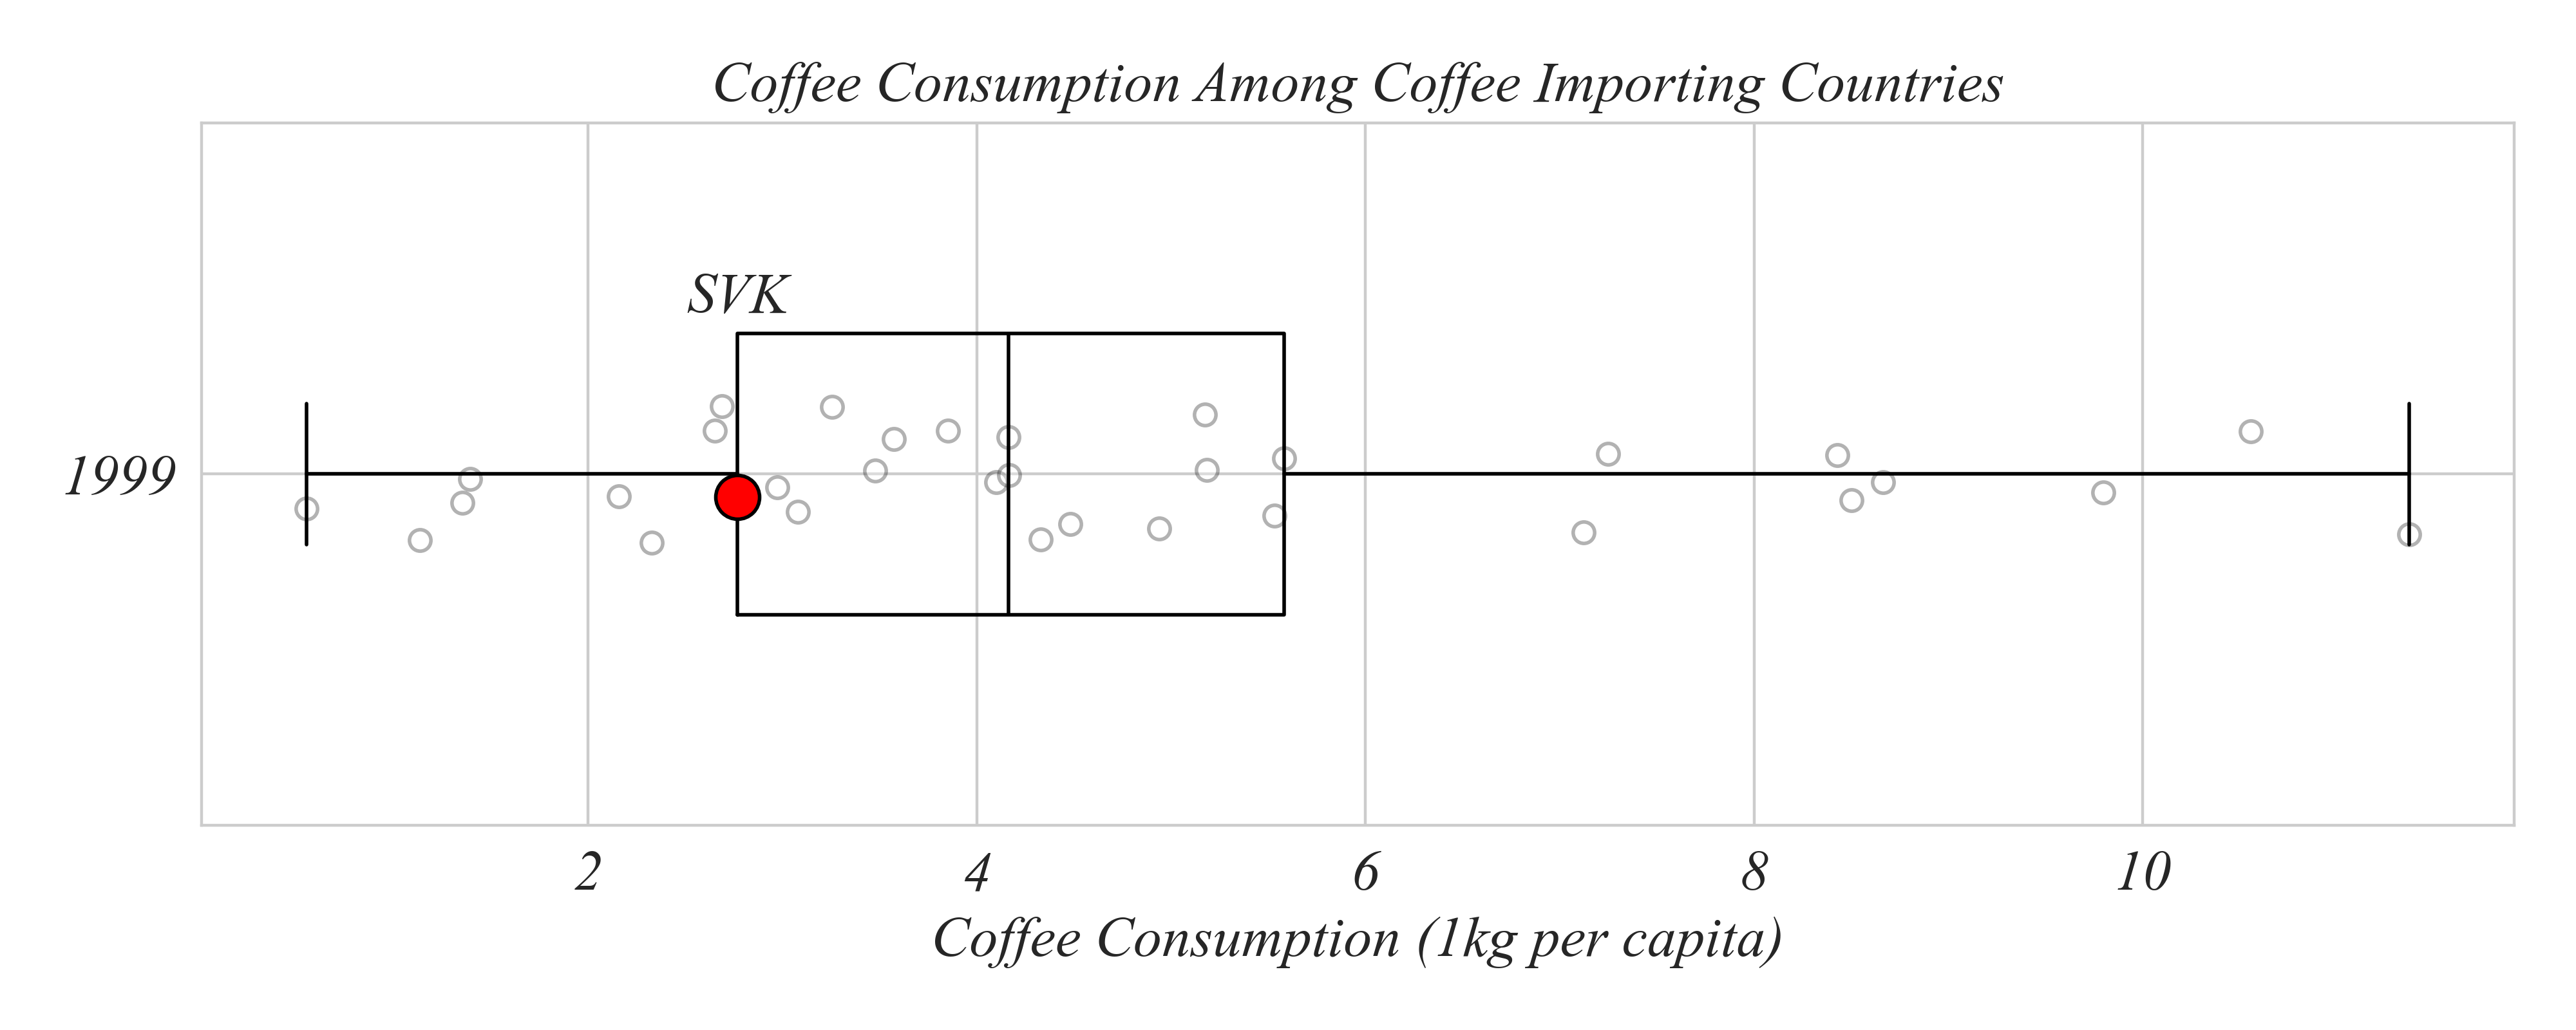 Coffee Consumption Among Coffee Importing Countries
SVK
1999
2 4 6 8 10
Coffee Consumption (1kg per capita)